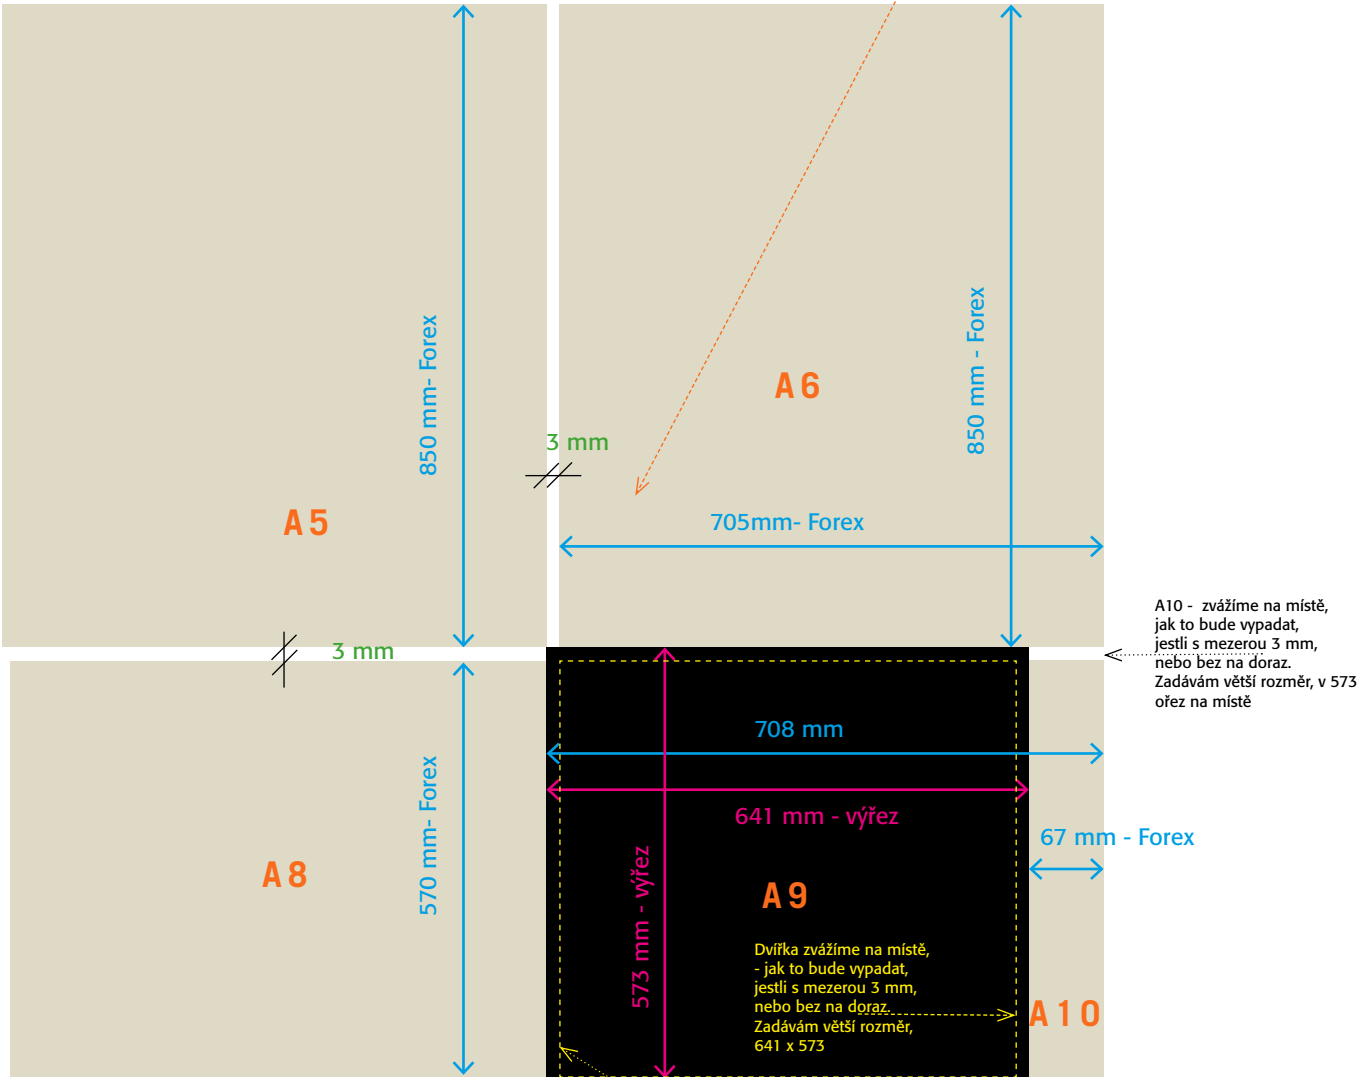 850 mm- Forex
850 mm - Forex
A6
3 mm
A5
705mm- Forex
A10 - zvážíme na místě,
jak to bude vypadat,
jestli s mezerou 3 mm,
nebo bez na doraz.
Zadávám větší rozměr, v 573
ořez na místě
3 mm
708 mm
641 mm - výřez
67 mm - Forex
570 mm- Forex
A8
573 mm - výřez
A9
Dvířka zvážíme na místě,
- jak to bude vypadat,
jestli s mezerou 3 mm,
nebo bez na doraz.
Zadávám větší rozměr,
641 x 573
A10